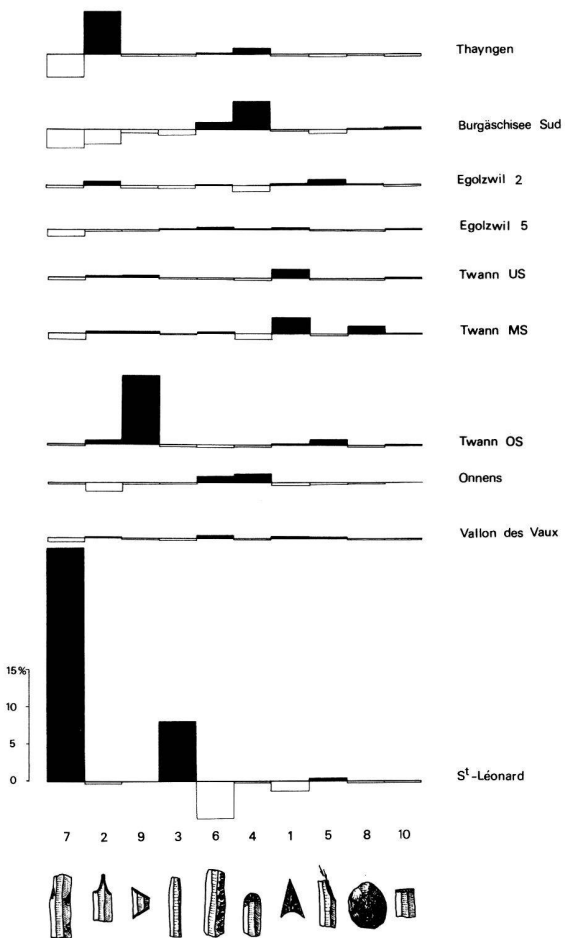 Thayngen
Burgäschisee Sud
Egolzwil 2
Egolzwil 5
Twann US
Twann MS
Twann OS
Onnens
Vallon des Vaux
15%
10
5
0
Sᵗ-Léonard
7 2 9 3 6 4 1 5 8 10